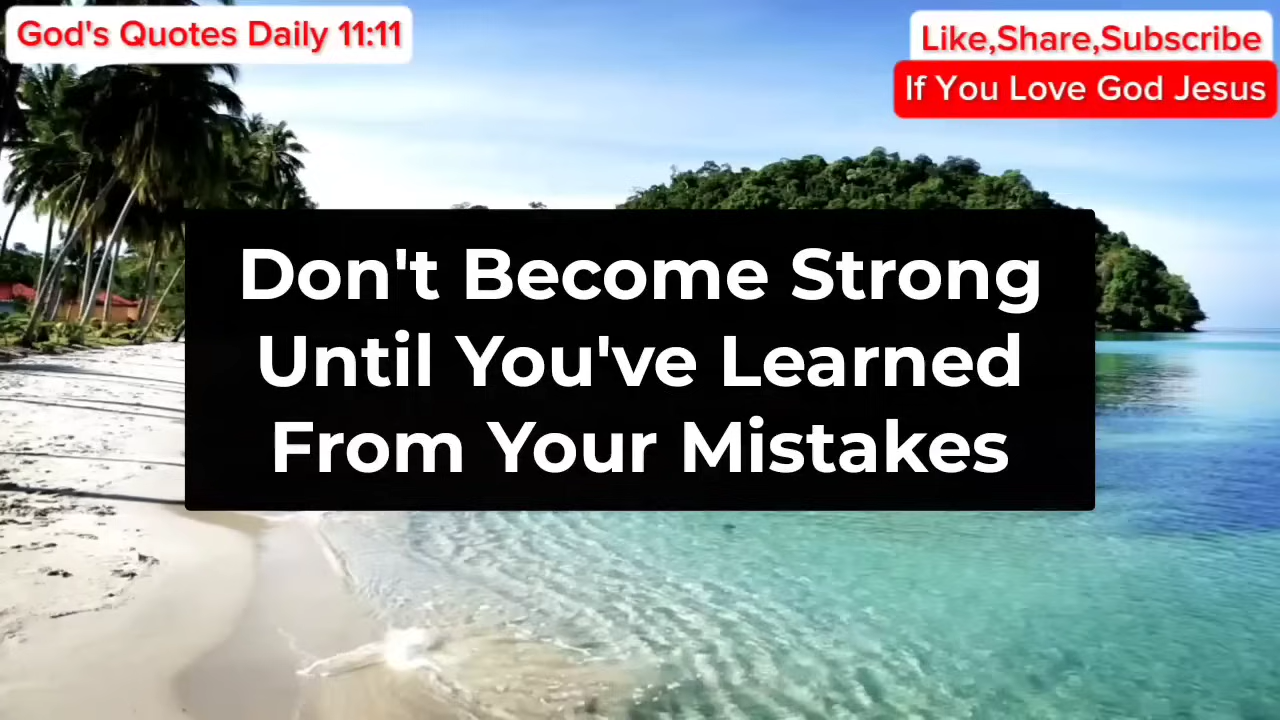 God's Quotes Daily 11:11
Like,Share,Subscribe
If You Love God Jesus
Don't Become Strong
Until You've Learned
From Your Mistakes